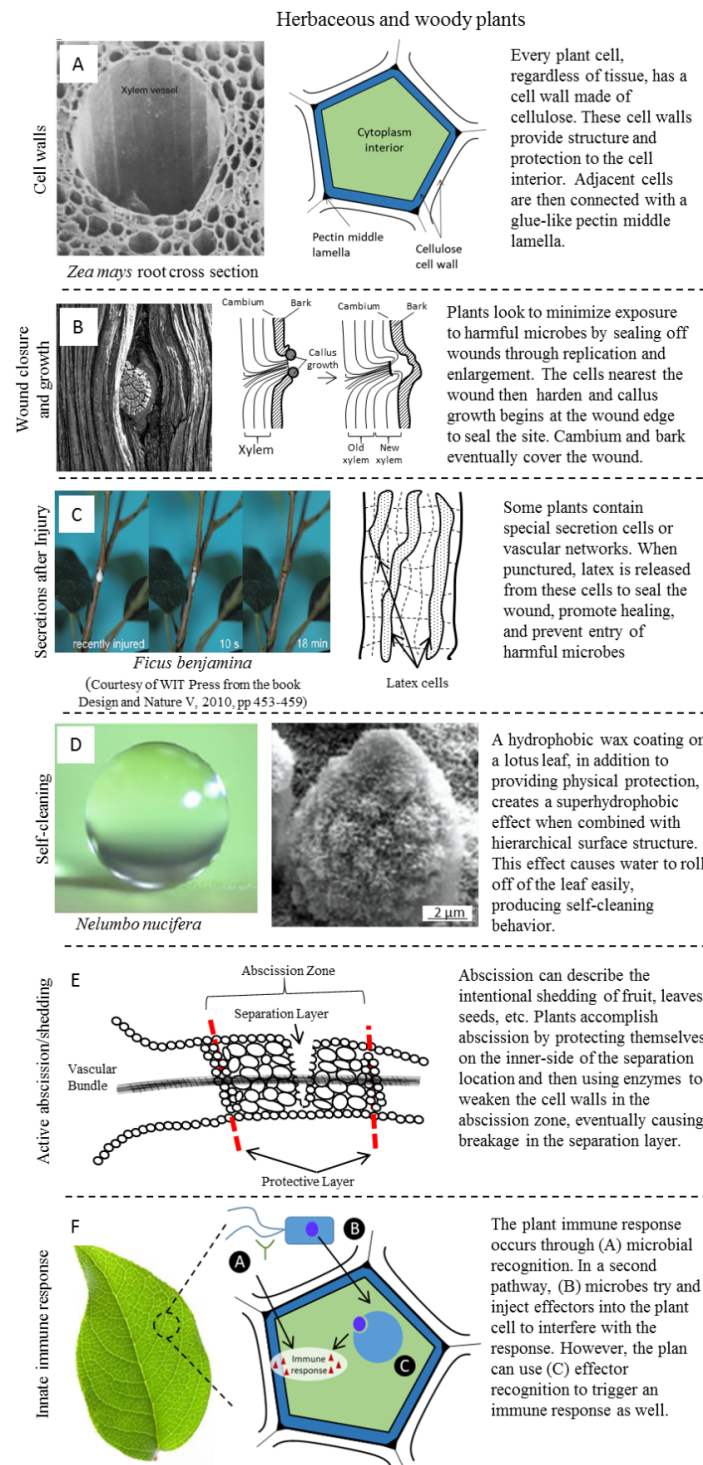 Herbaceous and woody plants
Cell walls
A
Xylem vessel
Zea mays root cross section
Cytoplasm
interior
Pectin middle
lamella
Cellulose
cell wall
Every plant cell,
regardless of tissue, has a
cell wall made of
cellulose. These cell walls
provide structure and
protection to the cell
interior. Adjacent cells
are then connected with a
glue-like pectin middle
lamella.
Wound closure
and growth
B
Cambium
Bark
Callus
growth
Xylem
Cambium
Bark
Old
xylem
New
xylem
Plants look to minimize exposure
to harmful microbes by sealing off
wounds through replication and
enlargement. The cells nearest the
wound then harden and callus
growth begins at the wound edge
to seal the site. Cambium and bark
eventually cover the wound.
Secretions after Injury
C
recently injured
10 s
18 min
Ficus benjamina
(Courtesy of WIT Press from the book
Design and Nature V, 2010, pp 453-459)
Latex cells
Some plants contain
special secretion cells or
vascular networks. When
punctured, latex is released
from these cells to seal the
wound, promote healing,
and prevent entry of
harmful microbes
Self-cleaning
D
Nelumbo nucifera
2 µm
A hydrophobic wax coating on
a lotus leaf, in addition to
providing physical protection,
creates a superhydrophobic
effect when combined with
hierarchical surface structure.
This effect causes water to roll
off of the leaf easily,
producing self-cleaning
behavior.
Active abscission/shedding
E
Abscission Zone
Separation Layer
Vascular
Bundle
Protective Layer
Abscission can describe the
intentional shedding of fruit, leaves
seeds, etc. Plants accomplish
abscission by protecting themselves
on the inner-side of the separation
location and then using enzymes to
weaken the cell walls in the
abscission zone, eventually causing
breakage in the separation layer.
Innate immune response
F
A
B
Immune
response
C
The plant immune response
occurs through (A) microbial
recognition. In a second
pathway, (B) microbes try and
inject effectors into the plant
cell to interfere with the
response. However, the plan
can use (C) effector
recognition to trigger an
immune response as well.